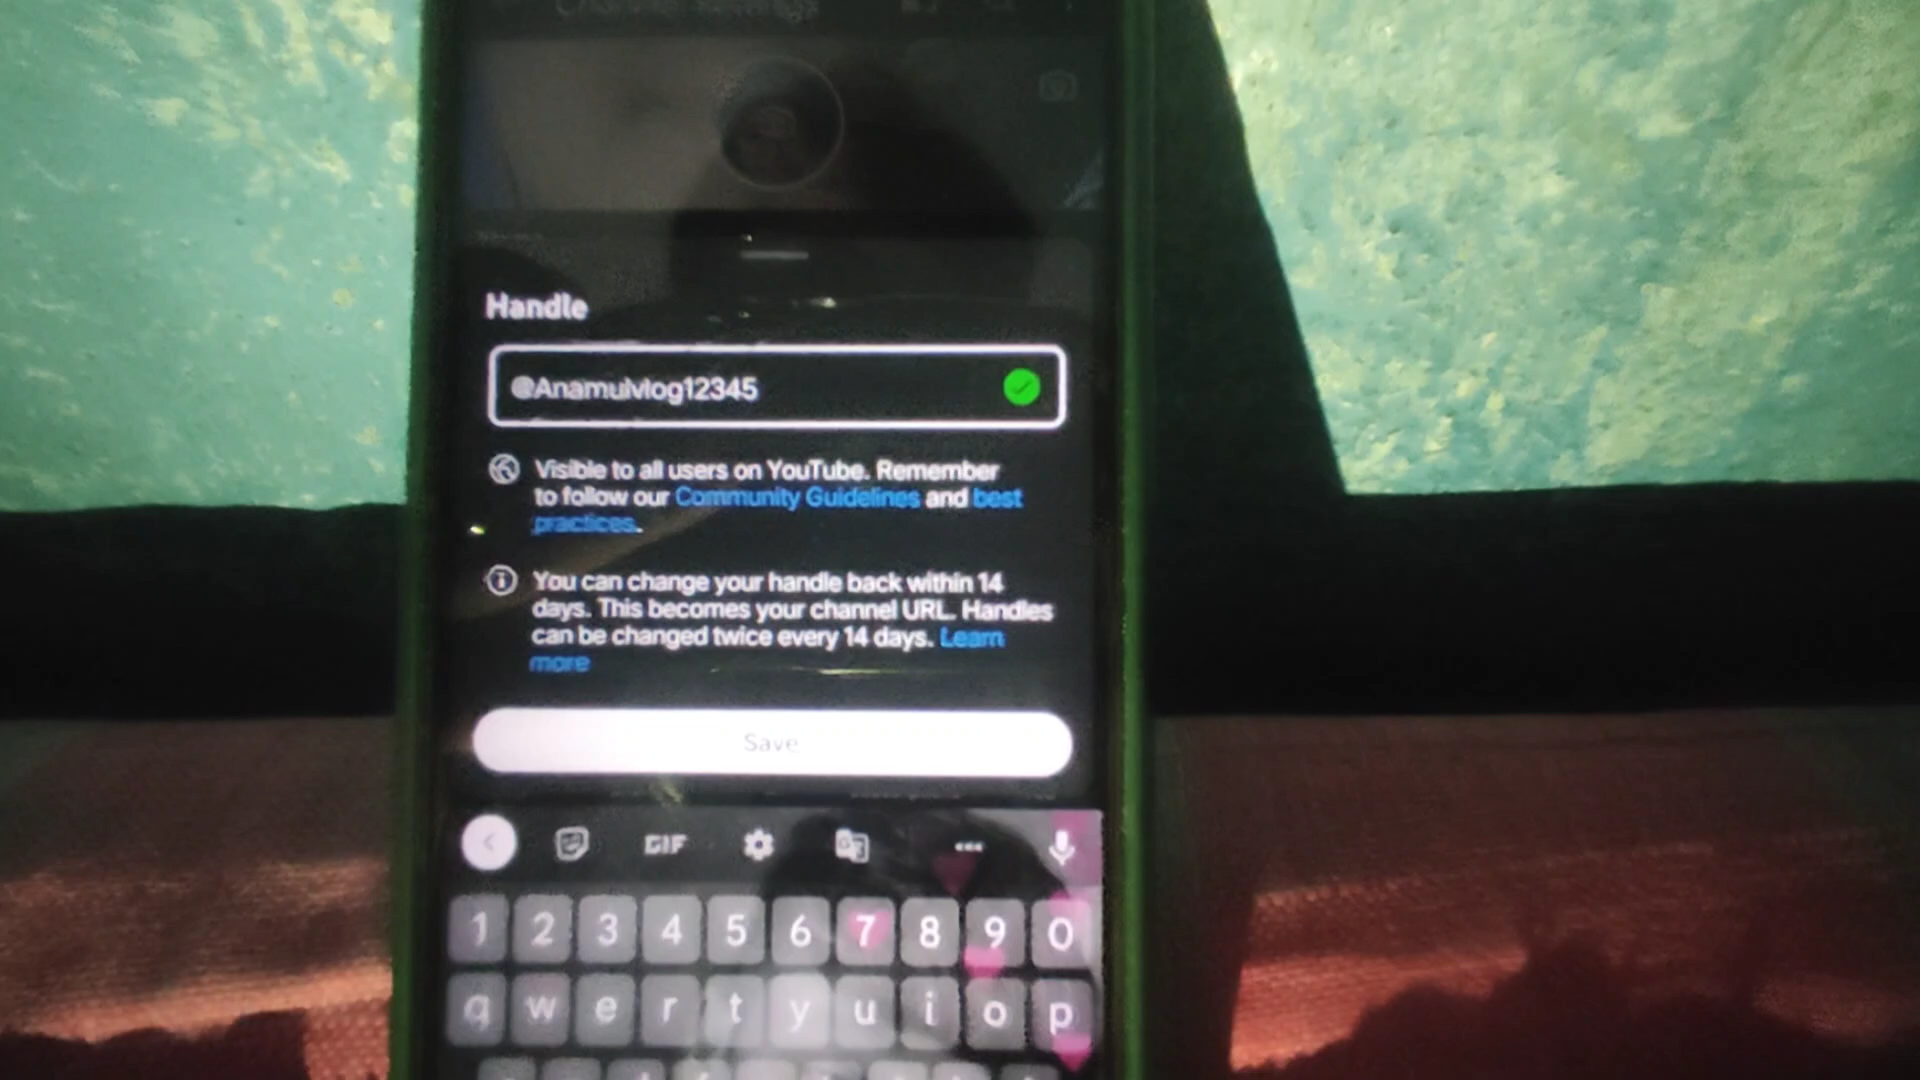 Channel settings
Handle
@Anamulvlog12345
Visible to all users on YouTube. Remember
to follow our Community Guidelines and best
practices.
You can change your handle back within 14
days. This becomes your channel URL. Handles
can be changed twice every 14 days. Learn
more
Save
GIF
1 2 3 4 5 6 7 8 9 0
q w e r t y u i o p